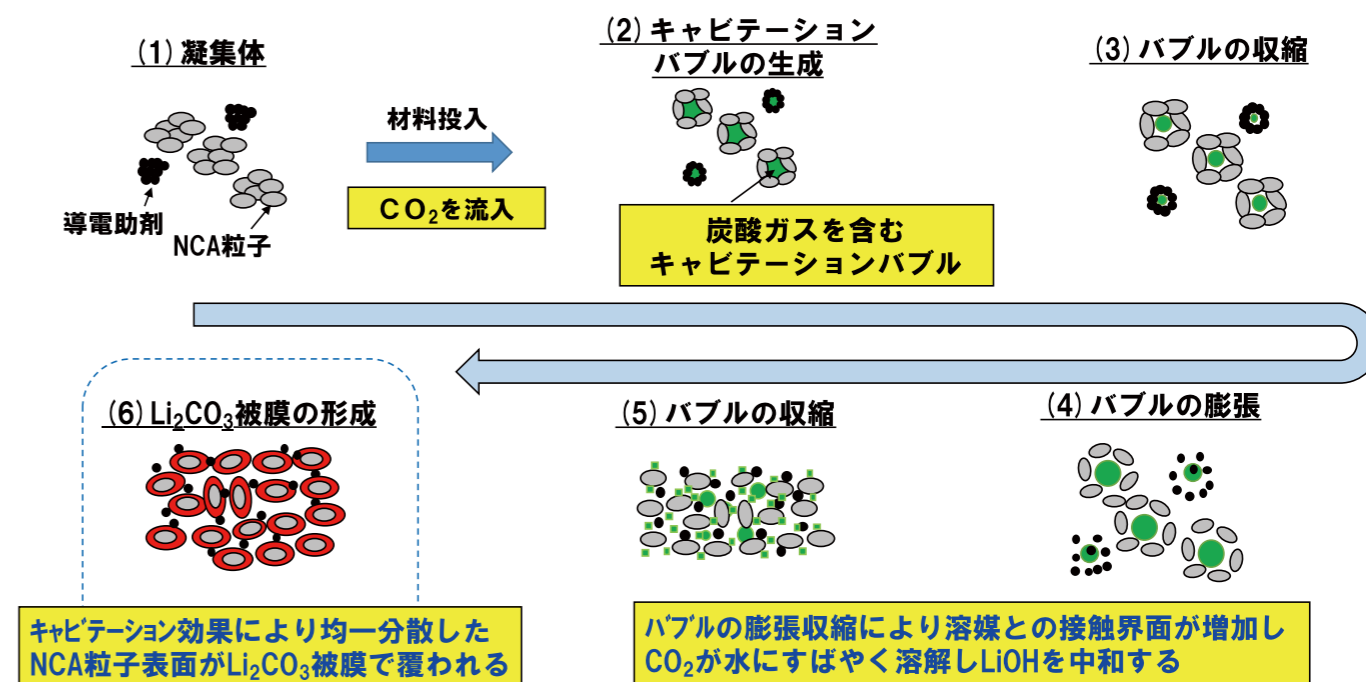 (1) 凝集体
導電助剤
NCA粒子
材料投入
CO₂を流入
(2) キャビテーション
バブルの生成
炭酸ガスを含む
キャビテーションバブル
(3) バブルの収縮
(4) バブルの膨張
(5) バブルの収縮
バブルの膨張収縮により溶媒との接触界面が増加し
CO₂が水にすばやく溶解しLiOHを中和する
(6) Li₂CO₃被膜の形成
キャビテーション効果により均一分散した
NCA粒子表面がLi₂CO₃被膜で覆われる